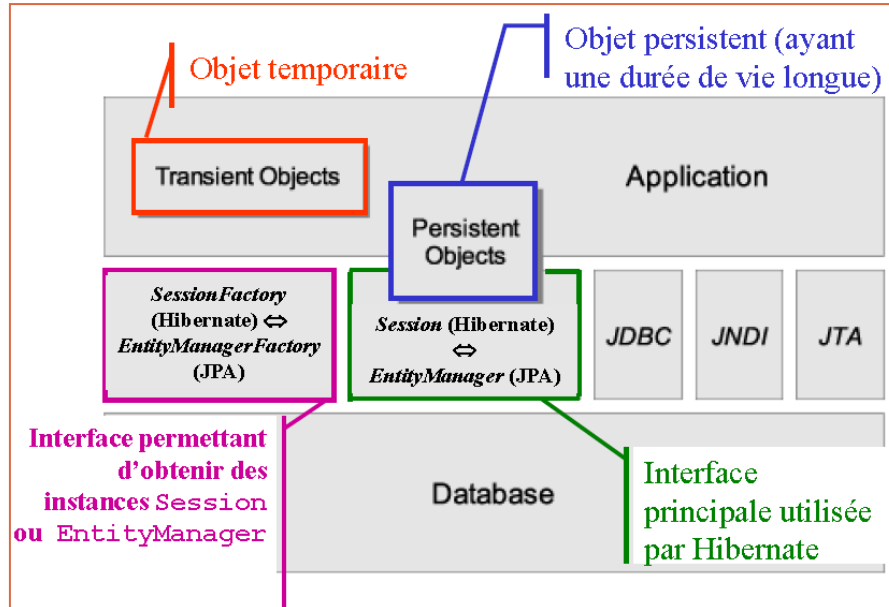 Objet temporaire
Objet persistent (ayant
une durée de vie longue)
Transient Objects
Application
Persistent
Objects
SessionFactory
(Hibernate) ⇔
EntityManagerFactory
(JPA)
Session (Hibernate)
⇔
EntityManager (JPA)
JDBC
JNDI
JTA
Interface permettant
d'obtenir des
instances Session
ou EntityManager
Database
Interface
principale utilisée
par Hibernate